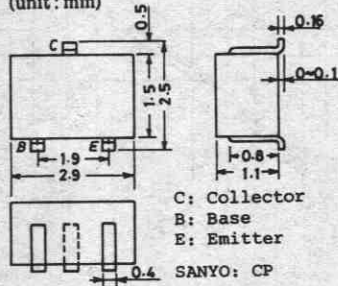 (unit: mm)
C
0.5
0.16
1.5
2.5
0~0.1
B
E
1.9
2.9
0.8
1.1
C: Collector
B: Base
E: Emitter
0.4
SANYO: CP